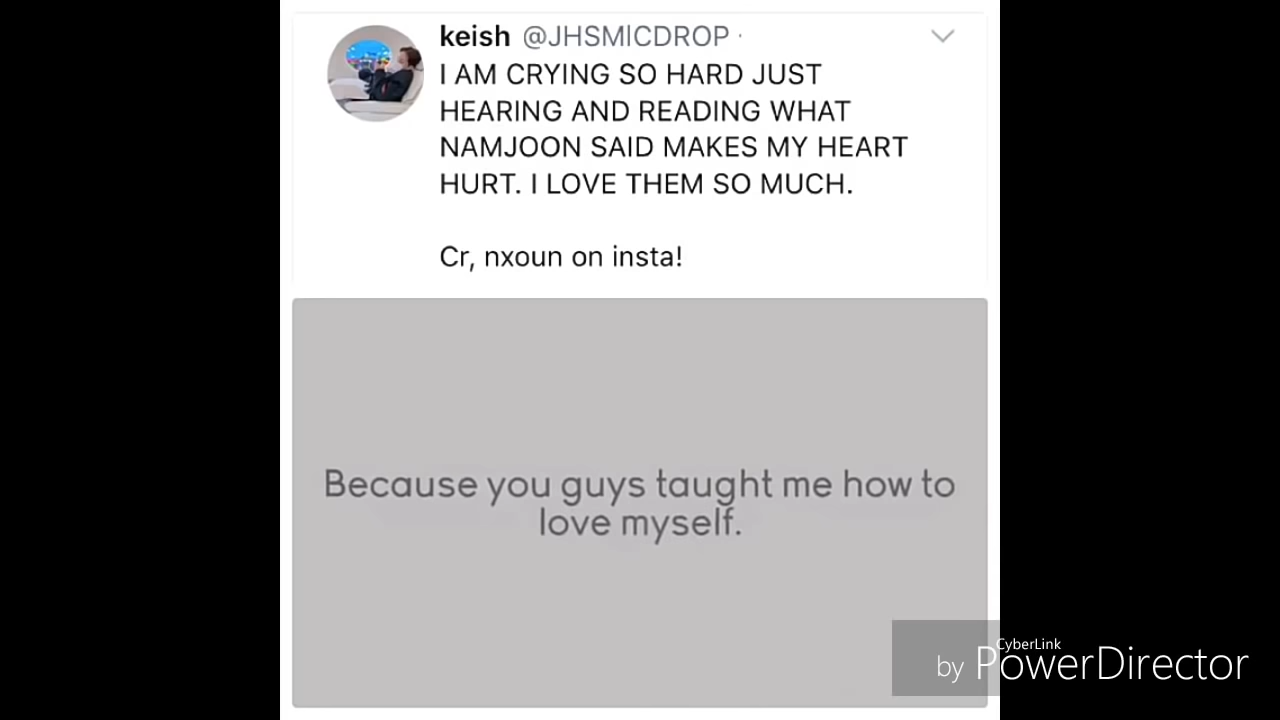 keish @JHSMICDROP ·
I AM CRYING SO HARD JUST
HEARING AND READING WHAT
NAMJOON SAID MAKES MY HEART
HURT. I LOVE THEM SO MUCH.
Cr, nxoun on insta!
Because you guys taught me how to
love myself.
CyberLink
by PowerDirector